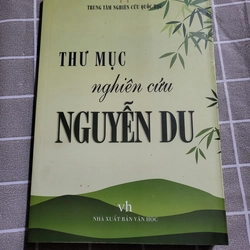 TRUNG TÂM NGHIÊN CỨU QUỐC HỌC
THƯ MỤC
nghiên cứu
NGUYỄN DU
vh
NHÀ XUẤT BẢN VĂN HỌC